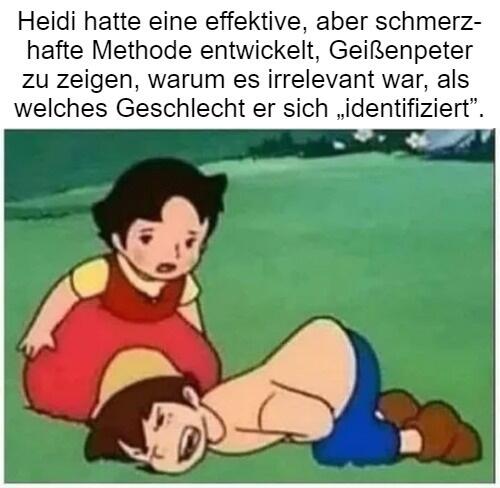 Heidi hatte eine effektive, aber schmerz-
hafte Methode entwickelt, Geißenpeter
zu zeigen, warum es irrelevant war, als
welches Geschlecht er sich „identifiziert”.